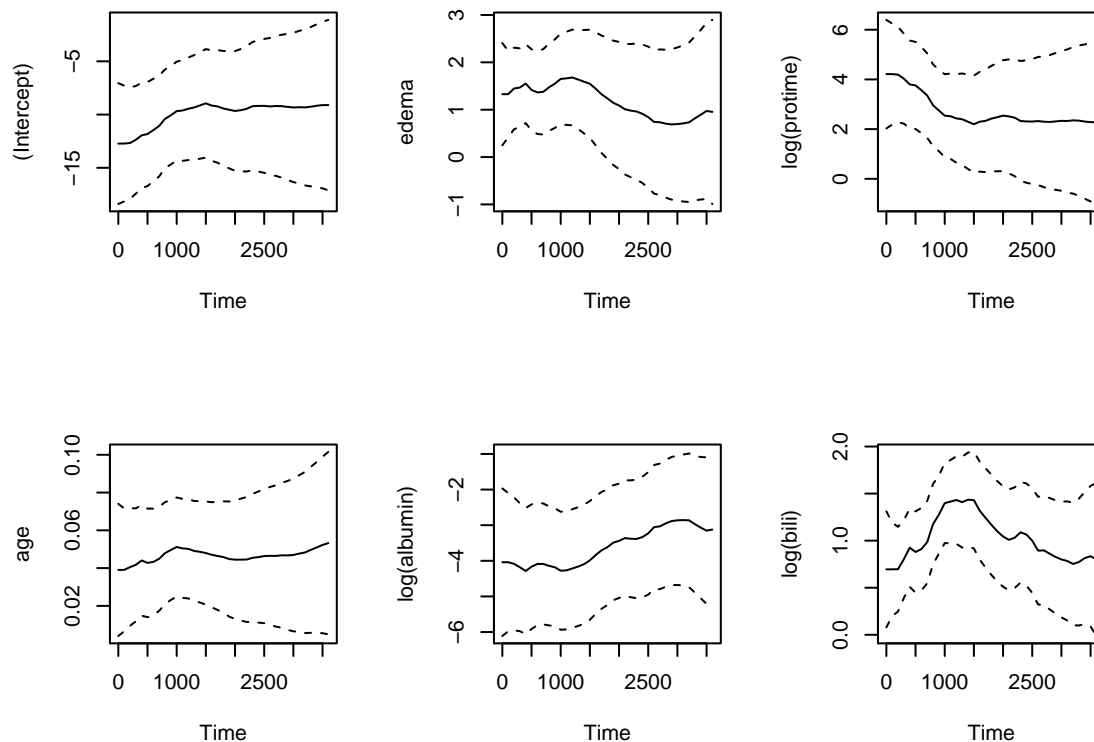 (Intercept)
-5
-15
0 1000 2500
Time
edema
3
2
1
0
-1
0 1000 2500
Time
log(protime)
6
4
2
0
0 1000 2500
Time
age
0.10
0.06
0.02
0 1000 2500
Time
log(albumin)
-2
-4
-6
0 1000 2500
Time
log(bili)
2.0
1.0
0.0
0 1000 2500
Time